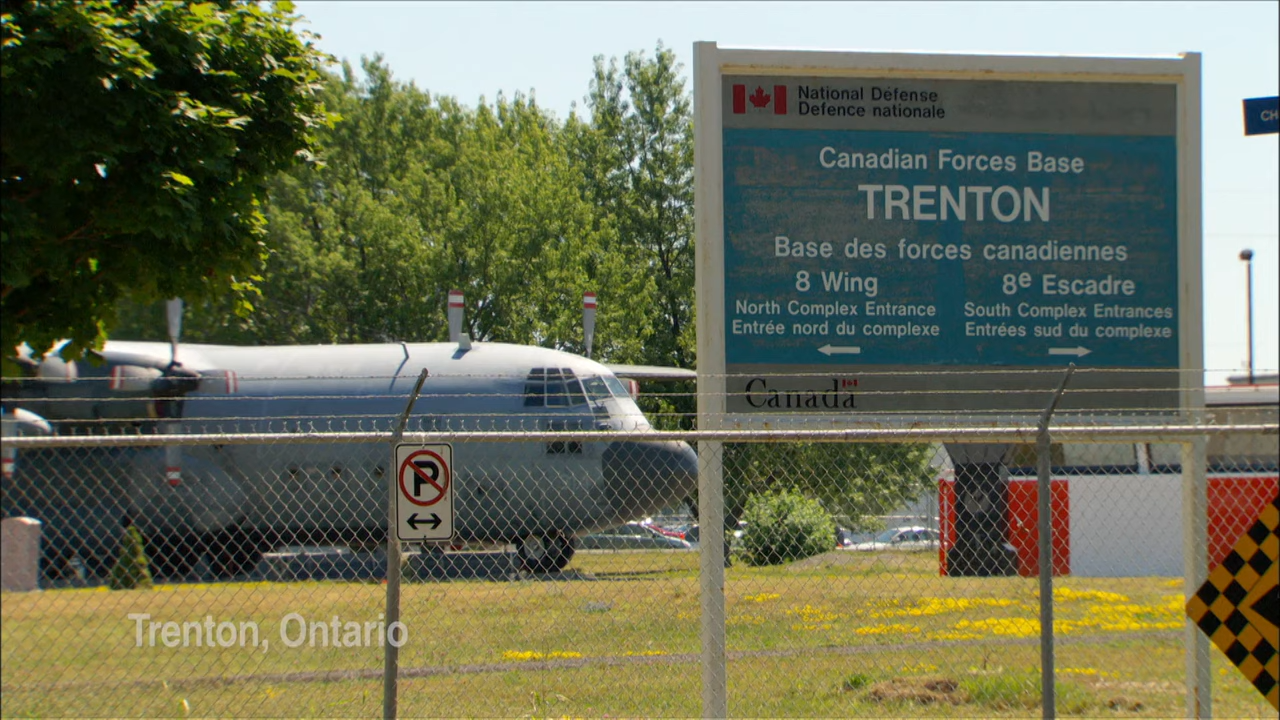 National Défense
Defence nationale
Canadian Forces Base
TRENTON
Base des forces canadiennes
8 Wing
North Complex Entrance
Entrée nord du complexe
8e Escadre
South Complex Entrances
Entrées sud du complexe
Canada
CH
P
Trenton, Ontario